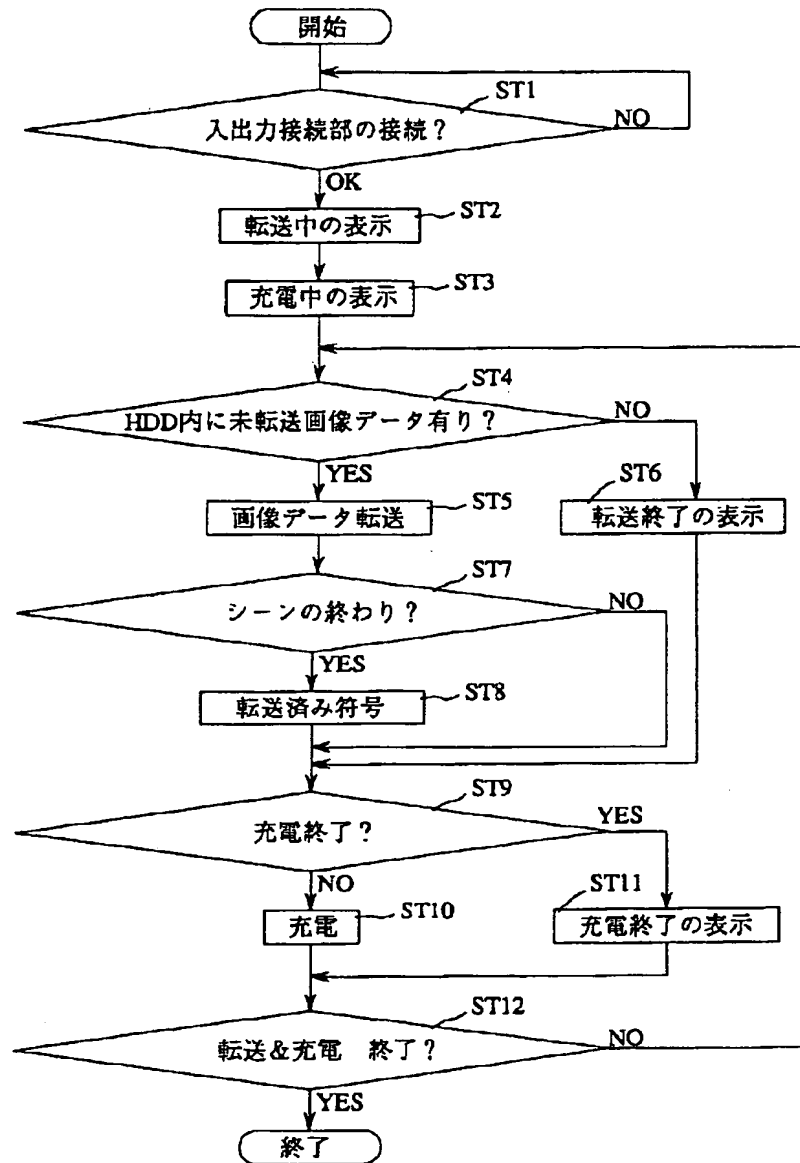 開始
ST1
入出力接続部の接続？
NO
OK
転送中の表示
ST2
充電中の表示
ST3
ST4
HDD内に未転送画像データ有り？
NO
YES
画像データ転送
ST5
ST6
転送終了の表示
ST7
シーンの終わり？
NO
YES
転送済み符号
ST8
ST9
充電終了？
YES
NO
充電
ST10
ST11
充電終了の表示
ST12
転送&充電　終了？
NO
YES
終了